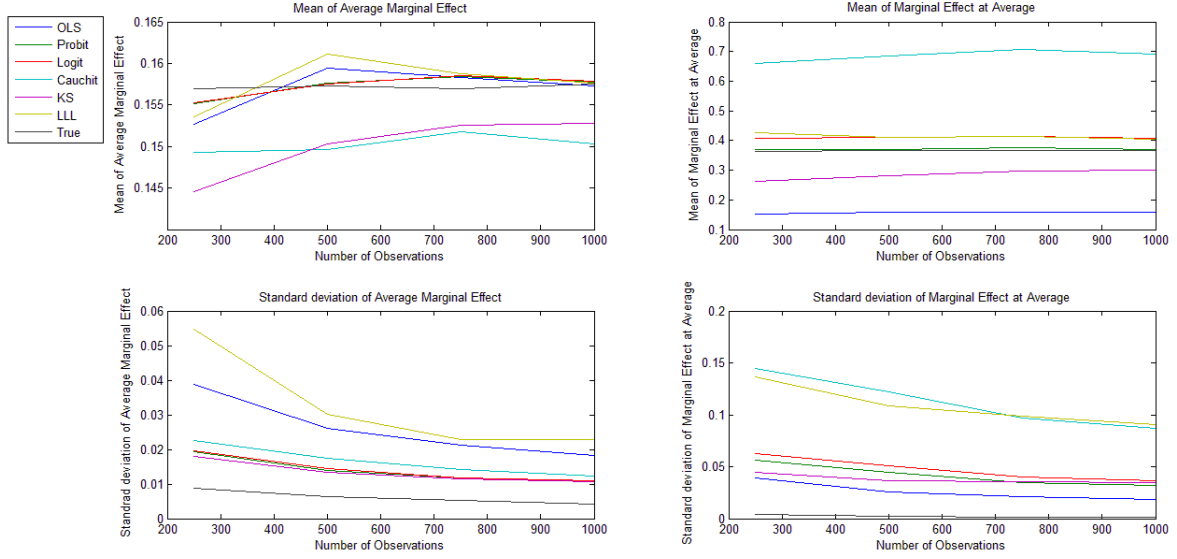 OLS
Probit
Logit
Cauchit
KS
LLL
True
Mean of Average Marginal Effect
Mean of Average Marginal Effect
0.165
0.16
0.155
0.15
0.145
200 300 400 500 600 700 800 900 1000
Number of Observations
Mean of Marginal Effect at Average
Mean of Marginal Effect at Average
0.8
0.7
0.6
0.5
0.4
0.3
0.2
0.1
200 300 400 500 600 700 800 900 1000
Number of Observations
Standard deviation of Average Marginal Effect
Standrad deviation of Average Marginal Effect
0.06
0.05
0.04
0.03
0.02
0.01
0
200 300 400 500 600 700 800 900 1000
Number of Observations
Standard deviation of Marginal Effect at Average
Standard deviation of Marginal Effect at Average
0.2
0.15
0.1
0.05
0
200 300 400 500 600 700 800 900 1000
Number of Observations